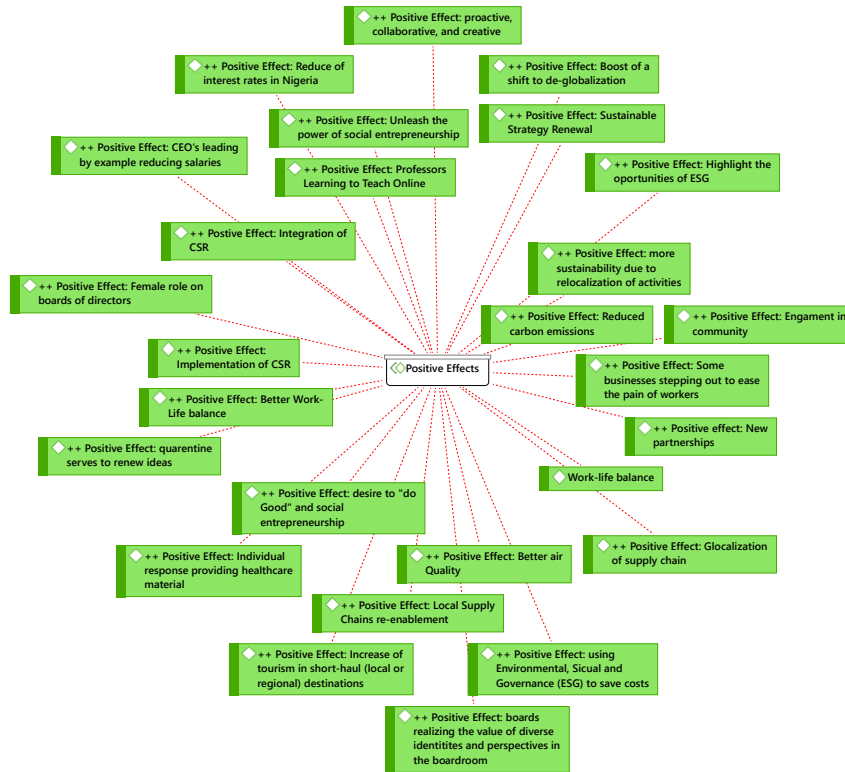 ++ Positive Effect: proactive,
collaborative, and creative
++ Positive Effect: Reduce of
interest rates in Nigeria
++ Positive Effect: Boost of a
shift to de-globalization
++ Positive Effect: Unleash the
power of social entrepreneurship
++ Positive Effect: Sustainable
Strategy Renewal
++ Positive Effect: CEO's leading
by example reducing salaries
++ Positive Effect: Professors
Learning to Teach Online
++ Positive Effect: Highlight the
oportunities of ESG
++ Postive Effect: Integration of
CSR
++ Positive Effect: more
sustainability due to
relocalization of activities
++ Positive Effect: Female role on
boards of directors
++ Positive Effect: Reduced
carbon emissions
++ Positive Effect: Engament in
community
++ Positive Effect:
Implementation of CSR
Positive Effects
++ Positive Effect: Some
businesses stepping out to ease
the pain of workers
++ Positive Effect: Better Work-
Life balance
++ Positive effect: New
partnerships
++ Positive Effect: quarentine
serves to renew ideas
Work-life balance
++ Positive Effect: desire to "do
Good" and social
entrepreneurship
++ Positive Effect: Glocalization
of supply chain
++ Positive Effect: Individual
response providing healthcare
material
++ Positive Effect: Better air
Quality
++ Positive Effect: Local Supply
Chains re-enablement
++ Positive Effect: Increase of
tourism in short-haul (local or
regional) destinations
++ Positive Effect: using
Environmental, Sicual and
Governance (ESG) to save costs
++ Positive Effect: boards
realizing the value of diverse
identitites and perspectives in
the boardroom